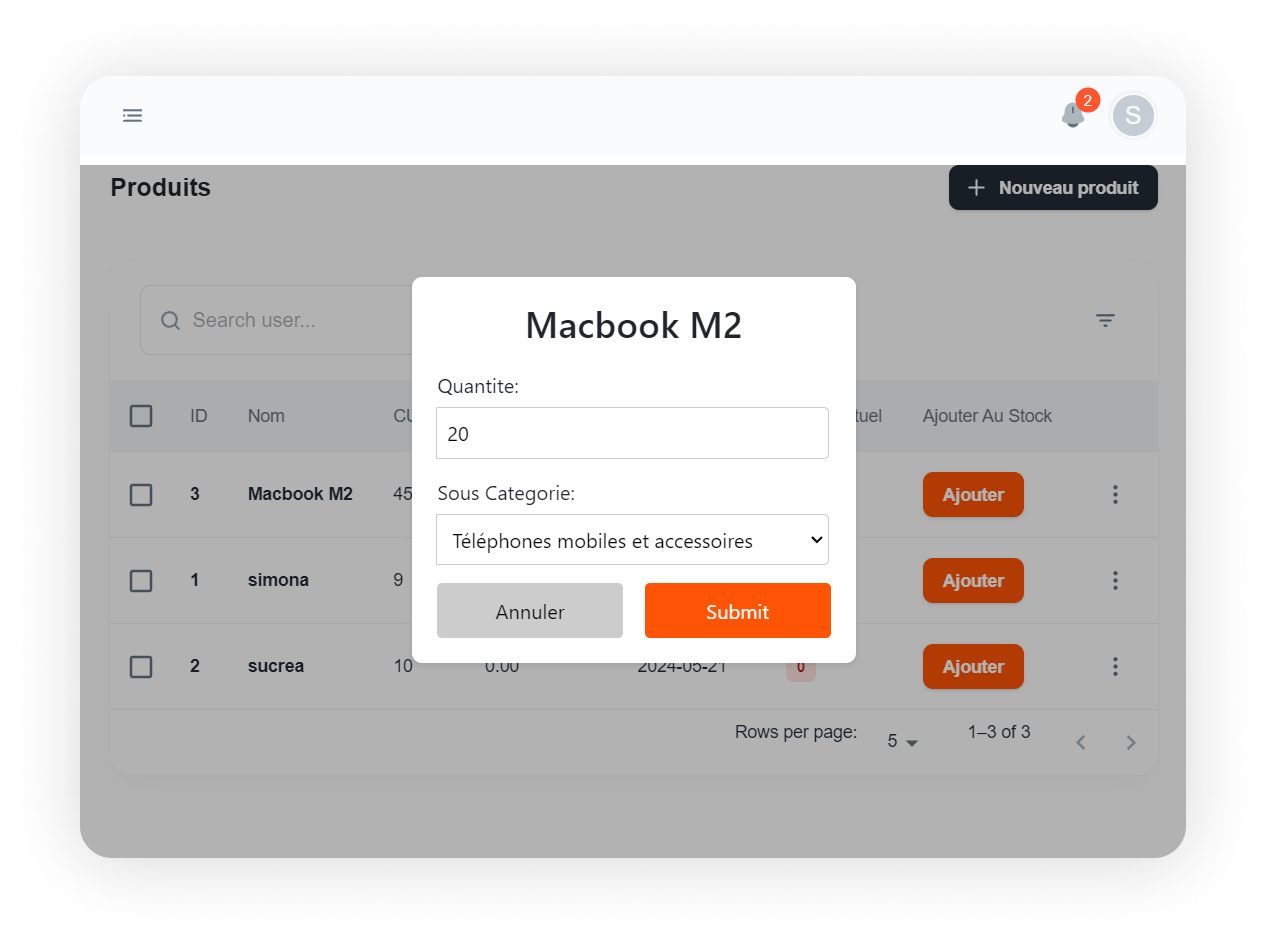 2
S
Produits
Nouveau produit
Search user...
Macbook M2
Quantite:
20
Sous Categorie:
Téléphones mobiles et accessoires
Annuler
Submit
ID Nom Ajouter Au Stock
3 Macbook M2 45 Ajouter
1 simona 9 Ajouter
2 sucrea 10 0.00 2024-05-21 0 Ajouter
Rows per page: 5 1–3 of 3